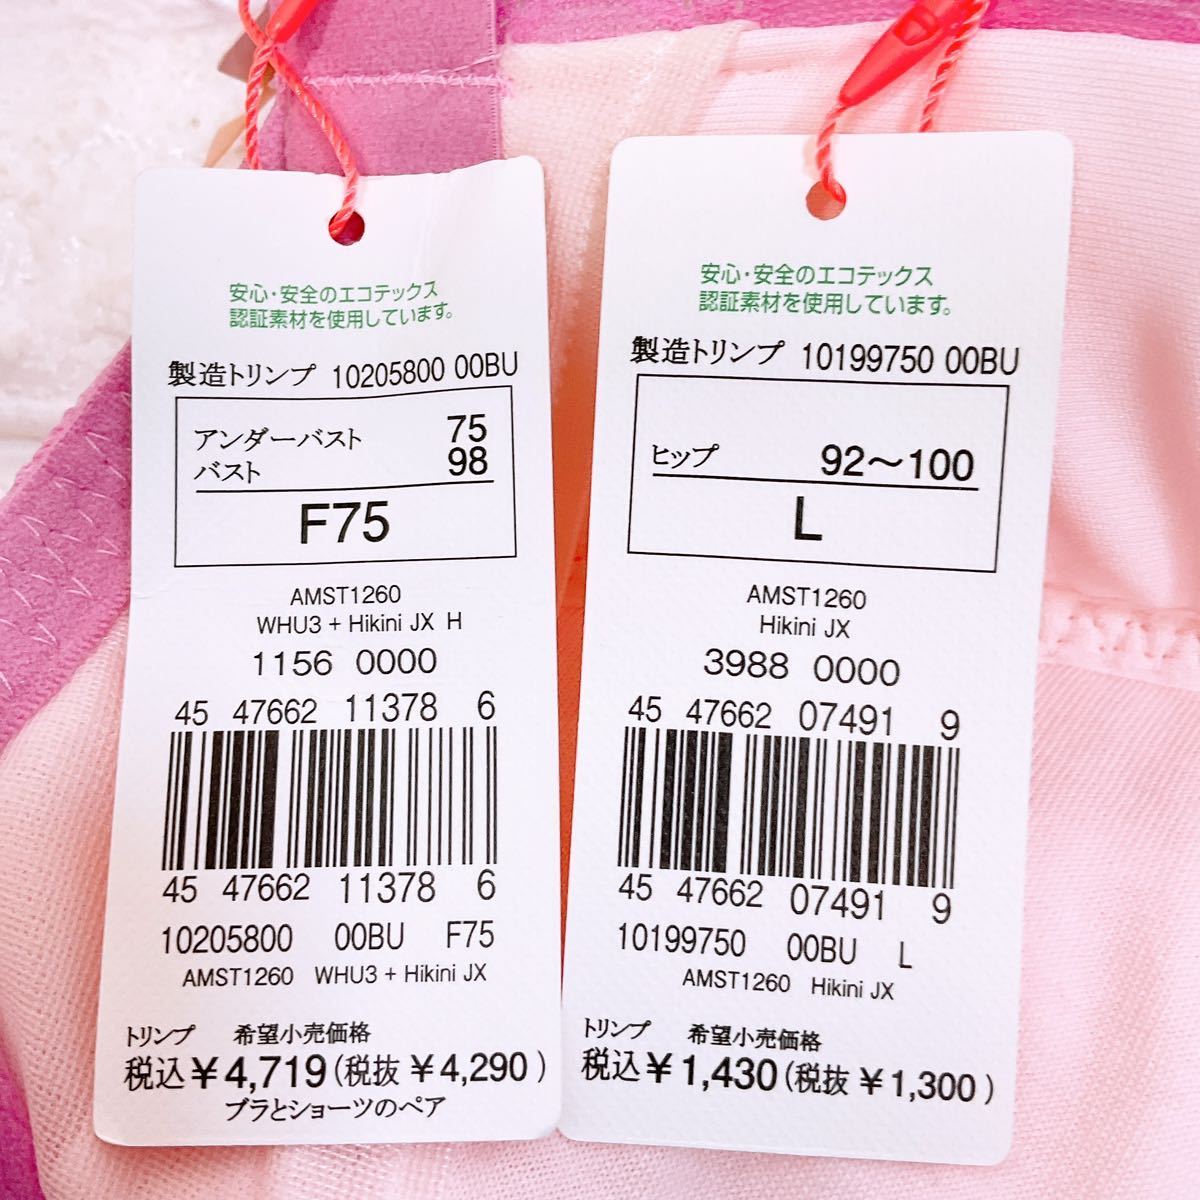 安心・安全のエコテックス
認証素材を使用しています。
製造トリンプ 10205800 00BU
アンダーバスト 75
バスト 98
F75
AMST1260
WHU3 + Hikini JX H
1156 0000
45 47662 11378 6
45 47662 11378 6
10205800 00BU F75
AMST1260 WHU3 + Hikini JX
トリンプ 希望小売価格
税込¥4,719(税抜¥4,290)
ブラとショーツのペア
安心・安全のエコテックス
認証素材を使用しています。
製造トリンプ 10199750 00BU
ヒップ 92〜100
L
AMST1260
Hikini JX
3988 0000
45 47662 07491 9
45 47662 07491 9
10199750 00BU L
AMST1260 Hikini JX
トリンプ 希望小売価格
税込¥1,430(税抜¥1,300)